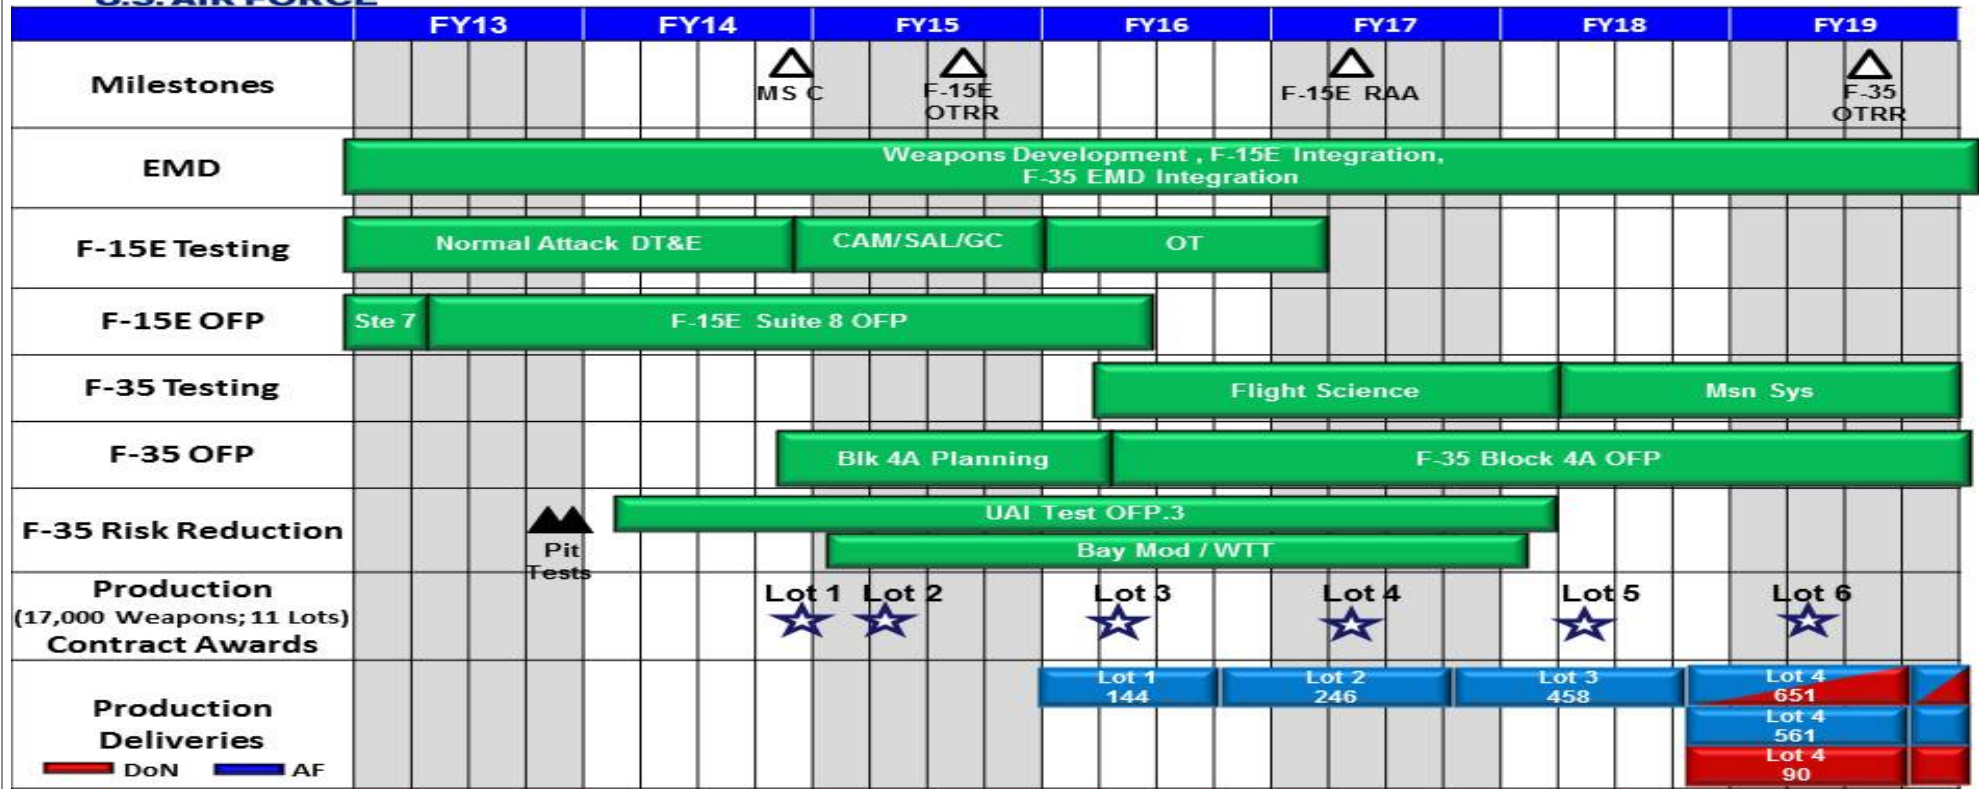 U.S. AIR FORCE
FY13 FY14 FY15 FY16 FY17 FY18 FY19
Milestones
MS C
F-15E
OTRR
F-15E RAA
F-35
OTRR
EMD
Weapons Development , F-15E Integration,
F-35 EMD Integration
F-15E Testing
Normal Attack DT&E
CAM/SAL/GC
OT
F-15E OFP
Ste 7
F-15E Suite 8 OFP
F-35 Testing
Flight Science
Msn Sys
F-35 OFP
Blk 4A Planning
F-35 Block 4A OFP
F-35 Risk Reduction
Pit
Tests
UAI Test OFP.3
Bay Mod / WTT
Production
(17,000 Weapons; 11 Lots)
Contract Awards
Lot 1 Lot 2 Lot 3 Lot 4 Lot 5 Lot 6
Production
Deliveries
DoN AF
Lot 1
144
Lot 2
246
Lot 3
458
Lot 4
651
Lot 4
561
Lot 4
90